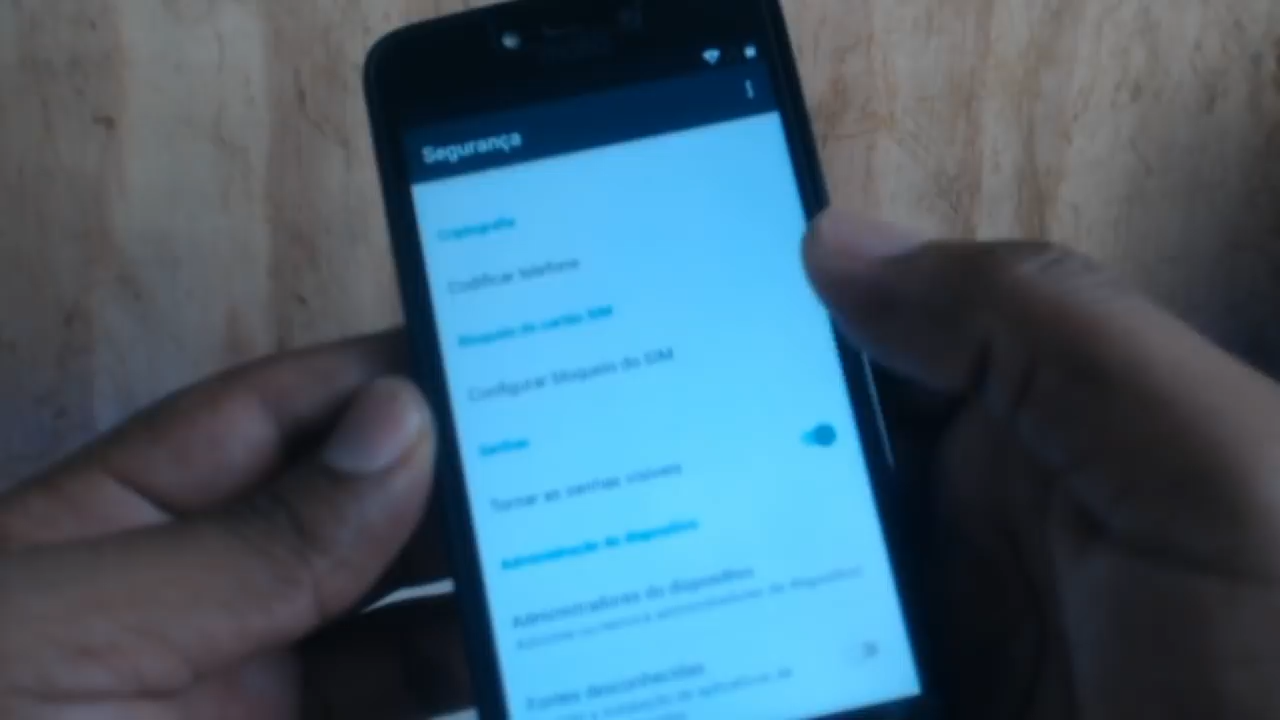 Segurança
Criptografia
Codificar telefone
Bloqueio do cartão SIM
Configurar bloqueio do SIM
Senhas
Tornar as senhas visíveis
Administração do dispositivo
Administradores do dispositivo
Fontes desconhecidas